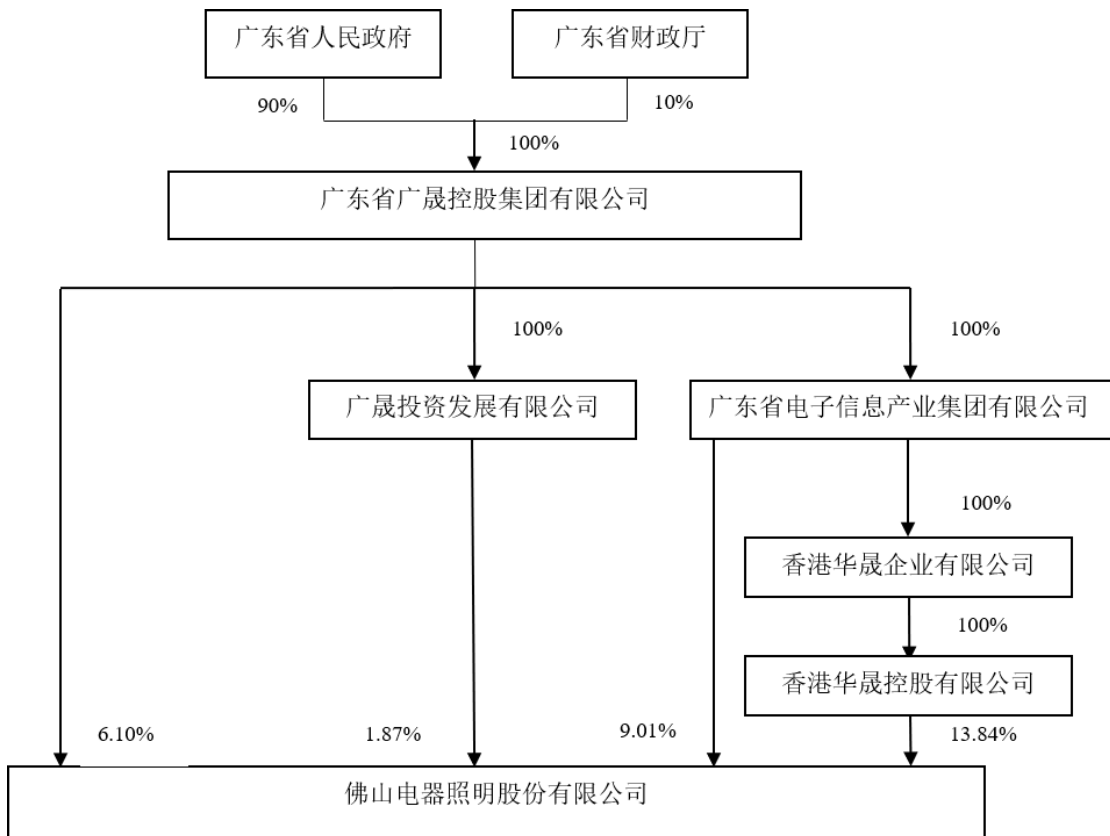 广东省人民政府
广东省财政厅
90%
10%
100%
广东省广晟控股集团有限公司
100%
100%
广晟投资发展有限公司
广东省电子信息产业集团有限公司
100%
香港华晟企业有限公司
100%
香港华晟控股有限公司
6.10%
1.87%
9.01%
13.84%
佛山电器照明股份有限公司